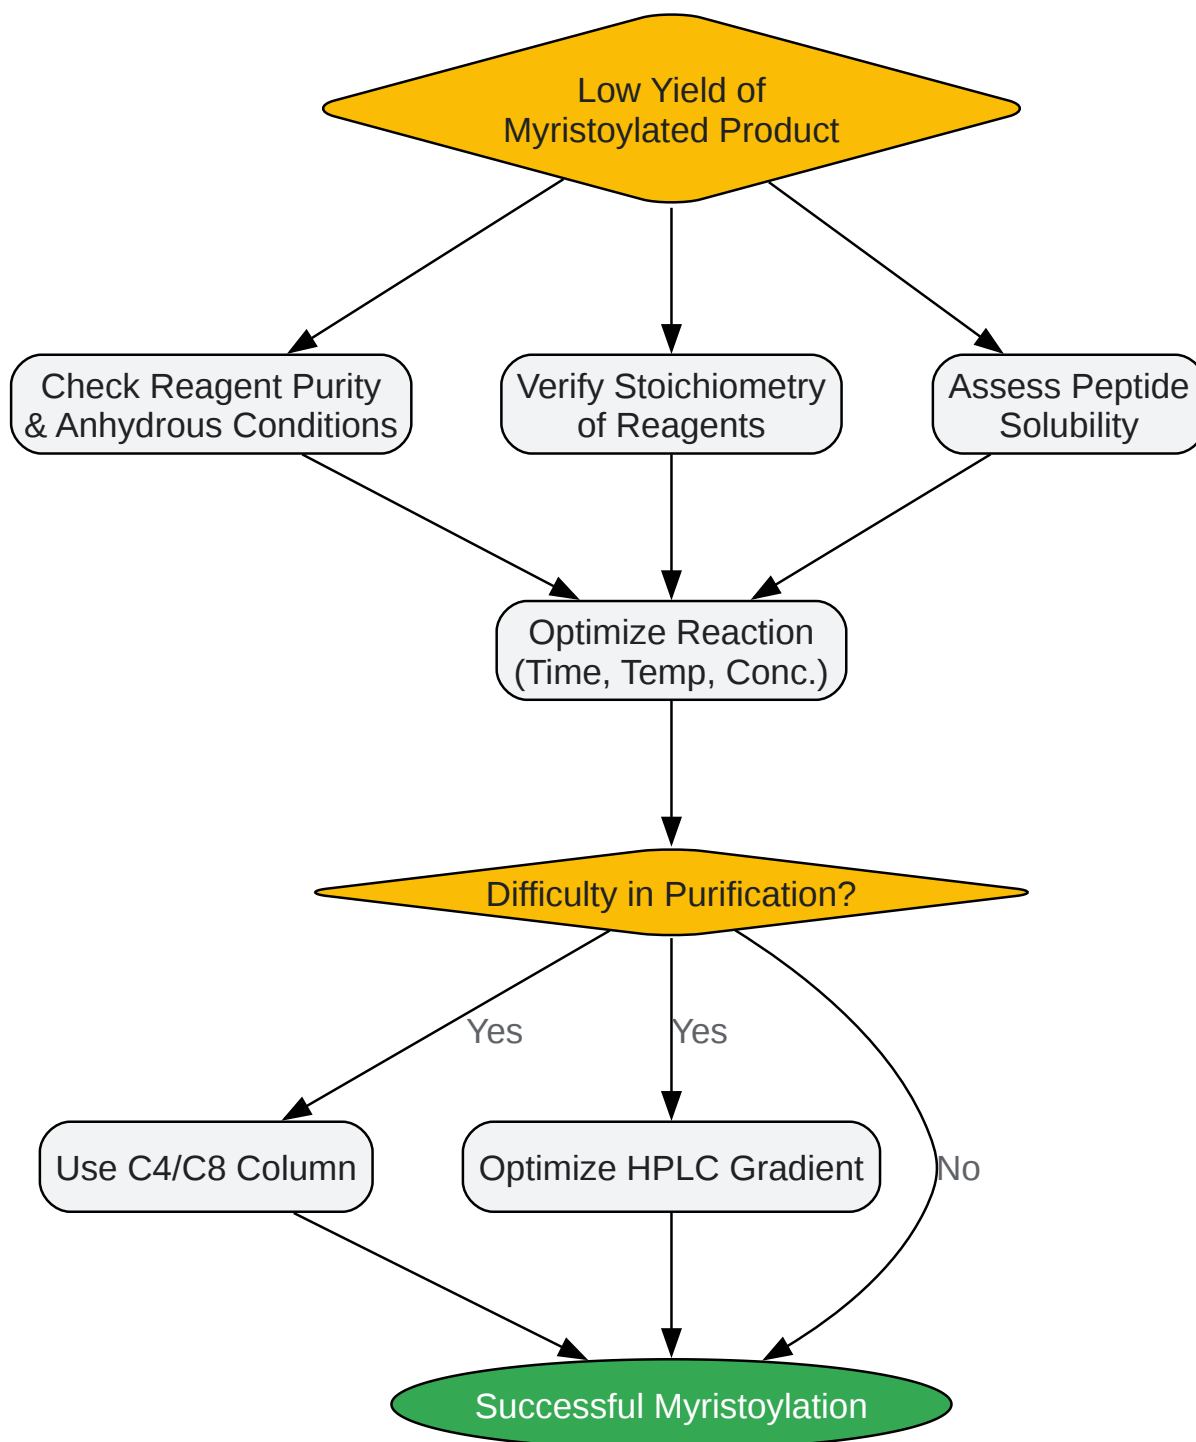 Low Yield of
Myristoylated Product
Check Reagent Purity
& Anhydrous Conditions
Verify Stoichiometry
of Reagents
Assess Peptide
Solubility
Optimize Reaction
(Time, Temp, Conc.)
Difficulty in Purification?
Yes
Yes
Use C4/C8 Column
Optimize HPLC Gradient
No
Successful Myristoylation